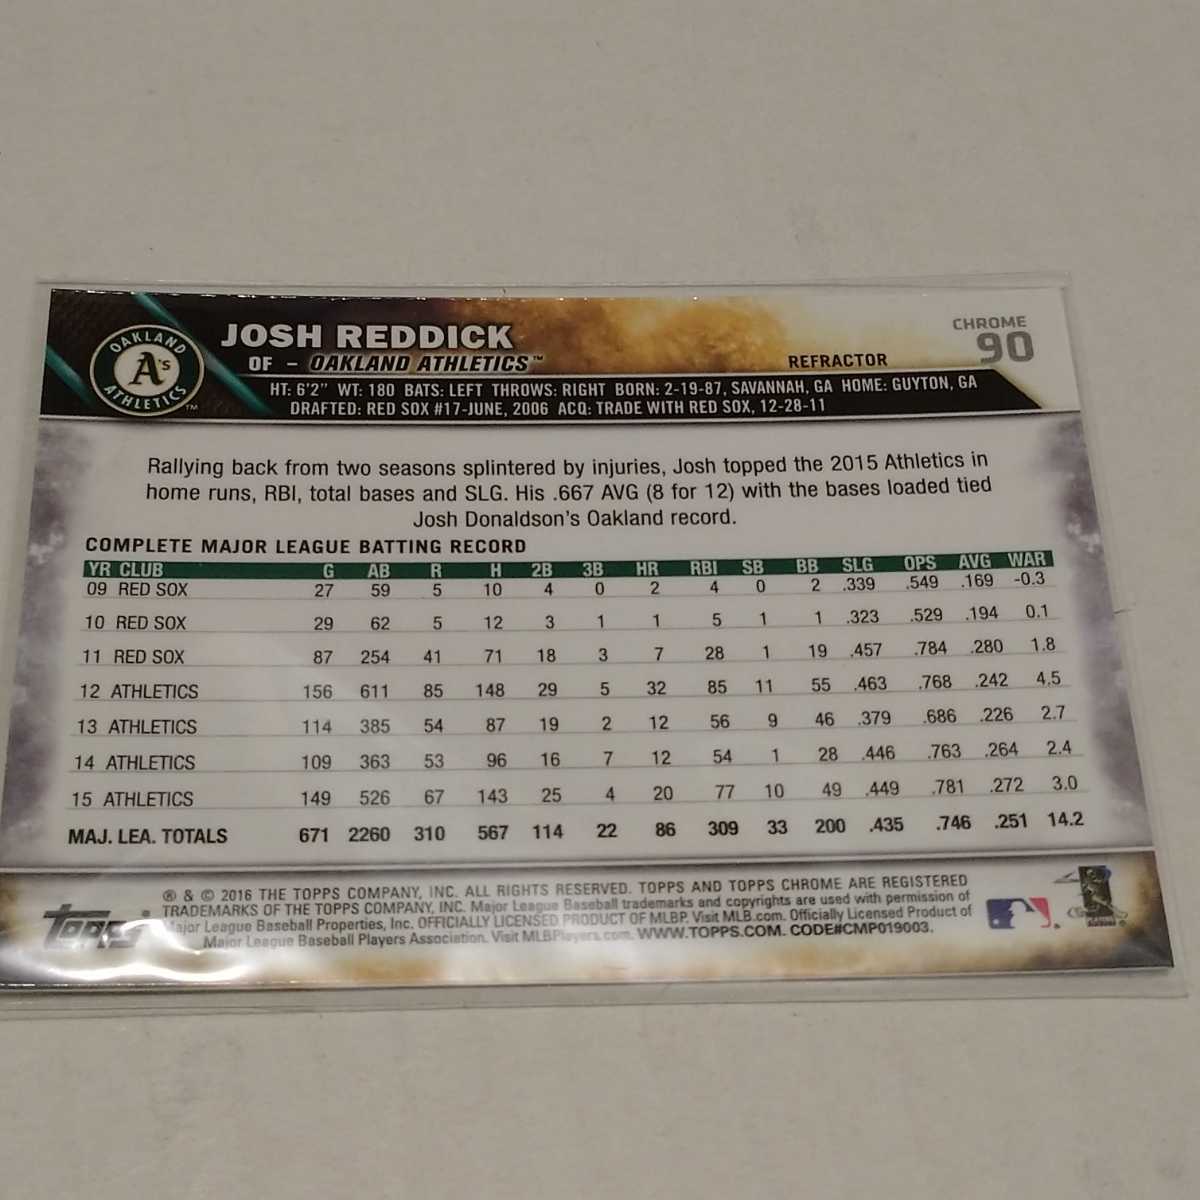 OAKLAND
A's
ATHLETICS
TM
JOSH REDDICK
OF – OAKLAND ATHLETICS™
REFRACTOR
CHROME
90
HT: 6'2" WT: 180 BATS: LEFT THROWS: RIGHT BORN: 2-19-87, SAVANNAH, GA HOME: GUYTON, GA
DRAFTED: RED SOX #17-JUNE, 2006 ACQ: TRADE WITH RED SOX, 12-28-11
Rallying back from two seasons splintered by injuries, Josh topped the 2015 Athletics in
home runs, RBI, total bases and SLG. His .667 AVG (8 for 12) with the bases loaded tied
Josh Donaldson's Oakland record.
COMPLETE MAJOR LEAGUE BATTING RECORD
YR CLUB G AB R H 2B 3B HR RBI SB BB SLG OPS AVG WAR
09 RED SOX 27 59 5 10 4 0 2 4 0 2 .339 .549 .169 -0.3
10 RED SOX 29 62 5 12 3 1 1 5 1 1 .323 .529 .194 0.1
11 RED SOX 87 254 41 71 18 3 7 28 1 19 .457 .784 .280 1.8
12 ATHLETICS 156 611 85 148 29 5 32 85 11 55 .463 .768 .242 4.5
13 ATHLETICS 114 385 54 87 19 2 12 56 9 46 .379 .686 .226 2.7
14 ATHLETICS 109 363 53 96 16 7 12 54 1 28 .446 .763 .264 2.4
15 ATHLETICS 149 526 67 143 25 4 20 77 10 49 .449 .781 .272 3.0
MAJ. LEA. TOTALS 671 2260 310 567 114 22 86 309 33 200 .435 .746 .251 14.2
® & © 2016 THE TOPPS COMPANY, INC. ALL RIGHTS RESERVED. TOPPS AND TOPPS CHROME ARE REGISTERED
TRADEMARKS OF THE TOPPS COMPANY, INC. Major League Baseball trademarks and copyrights are used with permission of
Major League Baseball Properties, Inc. OFFICIALLY LICENSED PRODUCT OF MLBP. Visit MLB.com. Officially Licensed Product of
Major League Baseball Players Association. Visit MLBPlayers.com. WWW.TOPPS.COM. CODE#CMP019003.
Topps